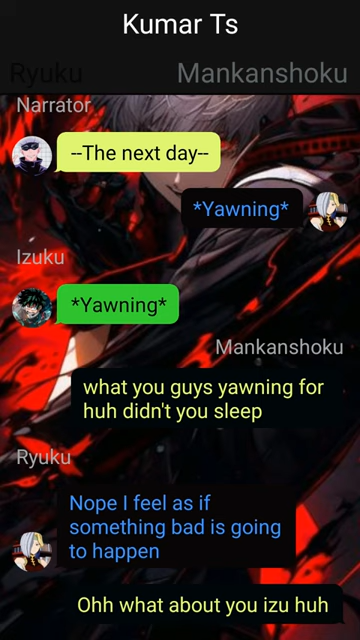 Kumar Ts
Ryuku
Mankanshoku
Narrator
--The next day--
*Yawning*
Izuku
*Yawning*
Mankanshoku
what you guys yawning for
huh didn't you sleep
Ryuku
Nope I feel as if
something bad is going
to happen
Ohh what about you izu huh